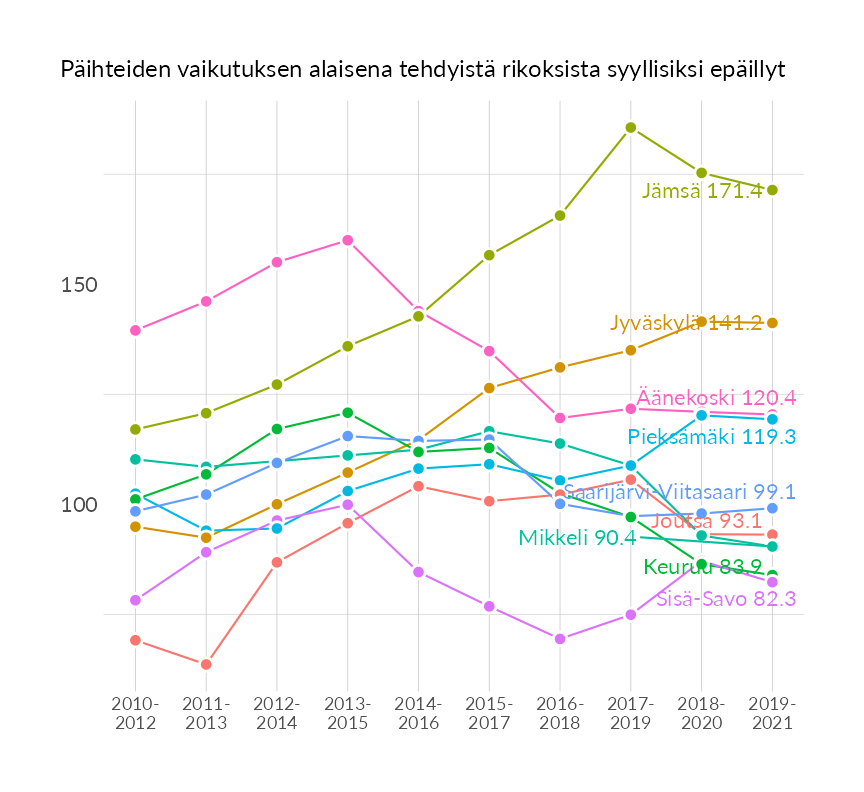 Päihteiden vaikutuksen alaisena tehdyistä rikoksista syyllisiksi epäillyt
Jämsä 171.4
150
Jyväskylä 141.2
Äänekoski 120.4
Pieksämäki 119.3
Saarijärvi-Viitasaari 99.1
100
Joutsa 93.1
Mikkeli 90.4
Keuruu 83.9
Sisä-Savo 82.3
2010- 2011- 2012- 2013- 2014- 2015- 2016- 2017- 2018- 2019-
2012 2013 2014 2015 2016 2017 2018 2019 2020 2021